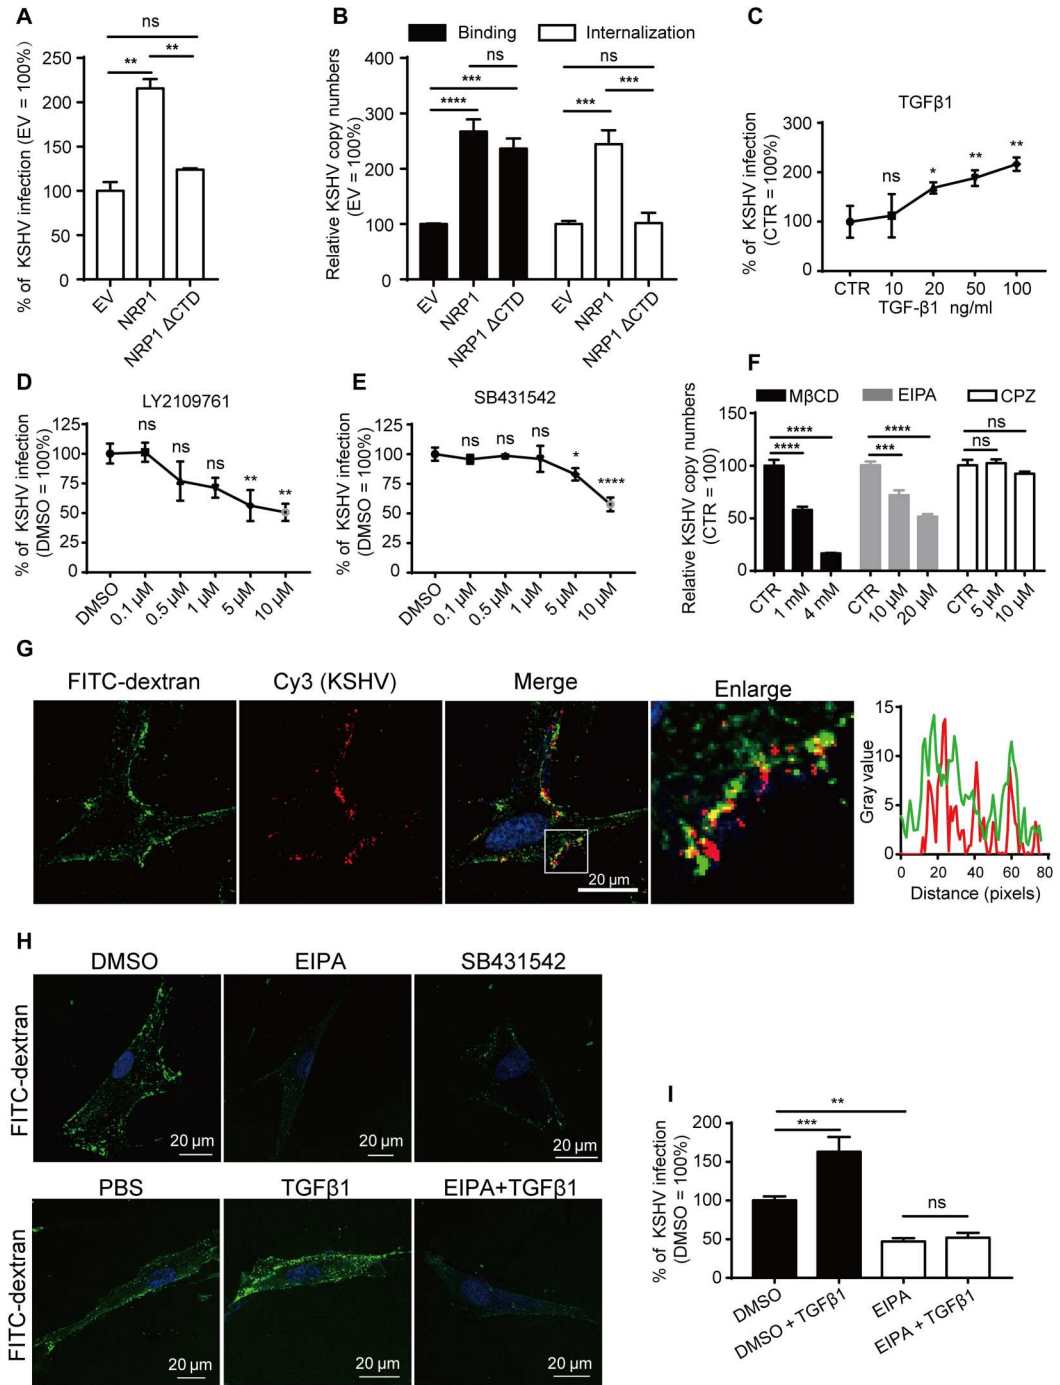 A
% of KSHV infection (EV = 100%)
250
200
150
100
50
0
ns
**
**
EV
NRP1
NRP1 ΔCTD
B
Binding
Internalization
Relative KSHV copy numbers
(EV = 100%)
400
300
200
100
0
ns
***
****
ns
***
***
EV
NRP1
NRP1 ΔCTD
EV
NRP1
NRP1 ΔCTD
C
TGFβ1
% of KSHV infection
(CTR = 100%)
300
200
100
0
ns
*
**
**
CTR
10
20
50
100
TGF-β1 ng/ml
D
LY2109761
% of KSHV infection
(DMSO = 100%)
125
100
75
50
25
0
ns
ns
ns
**
**
DMSO
0.1 μM
0.5 μM
1 μM
5 μM
10 μM
E
SB431542
% of KSHV infection
(DMSO = 100%)
125
100
75
50
25
0
ns
ns
ns
*
****
DMSO
0.1 μM
0.5 μM
1 μM
5 μM
10 μM
F
MβCD
EIPA
CPZ
Relative KSHV copy numbers
(CTR = 100)
150
100
50
0
****
****
****
***
ns
ns
CTR
1 mM
4 mM
CTR
10 μM
20 μM
CTR
5 μM
10 μM
G
FITC-dextran
Cy3 (KSHV)
Merge
Enlarge
20 μm
Gray value
15
10
5
0
0
20
40
60
80
Distance (pixels)
H
DMSO
EIPA
SB431542
FITC-dextran
20 μm
20 μm
20 μm
PBS
TGFβ1
EIPA+TGFβ1
FITC-dextran
20 μm
20 μm
20 μm
I
% of KSHV infection
(DMSO = 100%)
200
150
100
50
0
**
***
ns
DMSO
DMSO + TGFβ1
EIPA
EIPA + TGFβ1